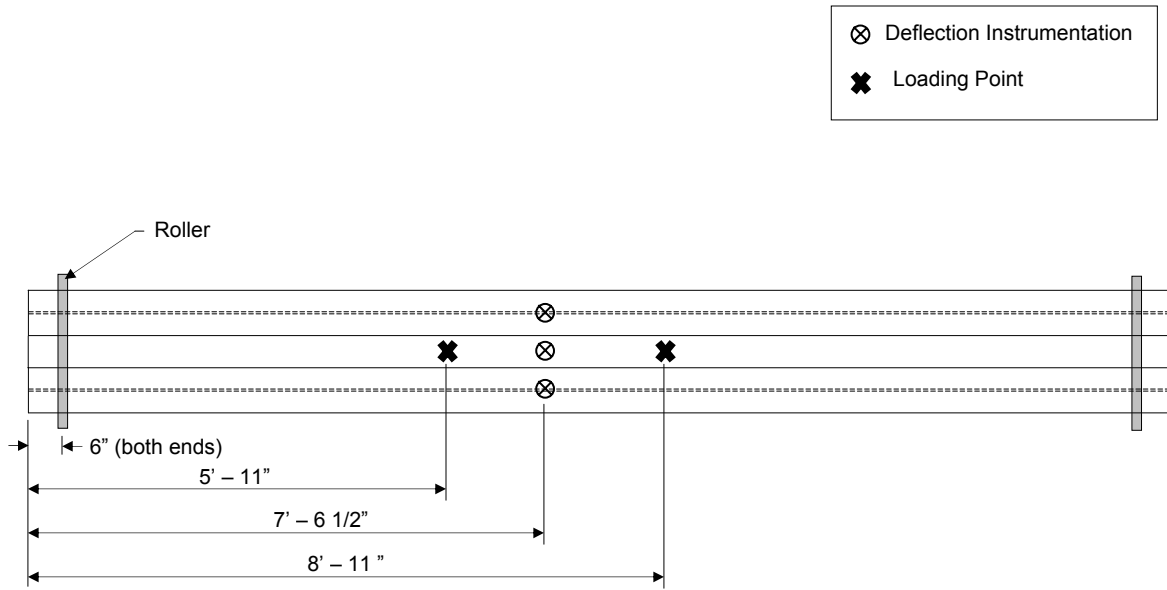 Deflection Instrumentation
Loading Point
Roller
6” (both ends)
5’ – 11”
7’ – 6 1/2”
8’ – 11 ”